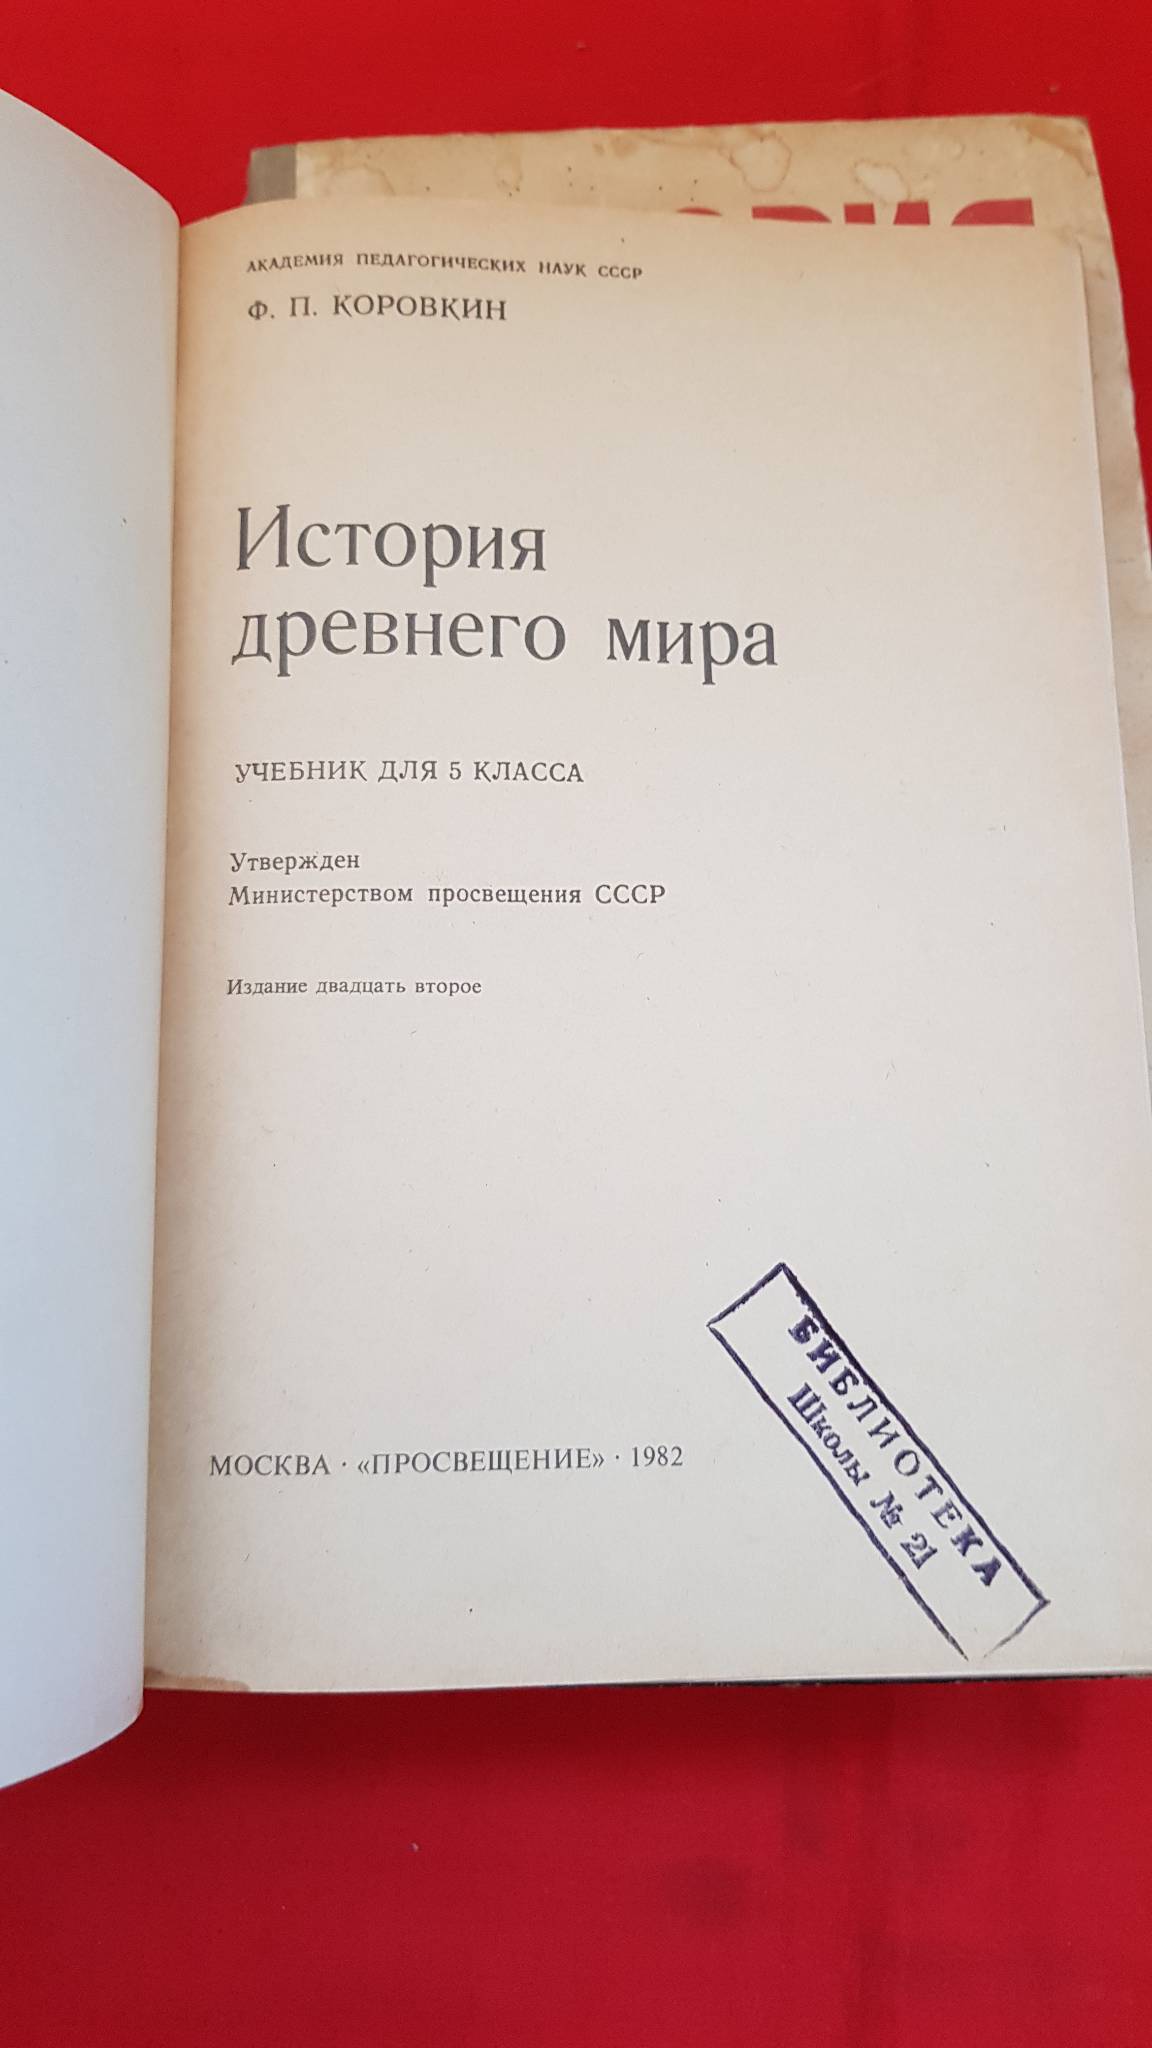 АКАДЕМИЯ ПЕДАГОГИЧЕСКИХ НАУК СССР
Ф. П. КОРОВКИН
История
древнего мира
УЧЕБНИК ДЛЯ 5 КЛАССА
Утвержден
Министерством просвещения СССР
Издание двадцать второе
МОСКВА · «ПРОСВЕЩЕНИЕ» · 1982
БИБЛИОТЕКА
Школы № 21